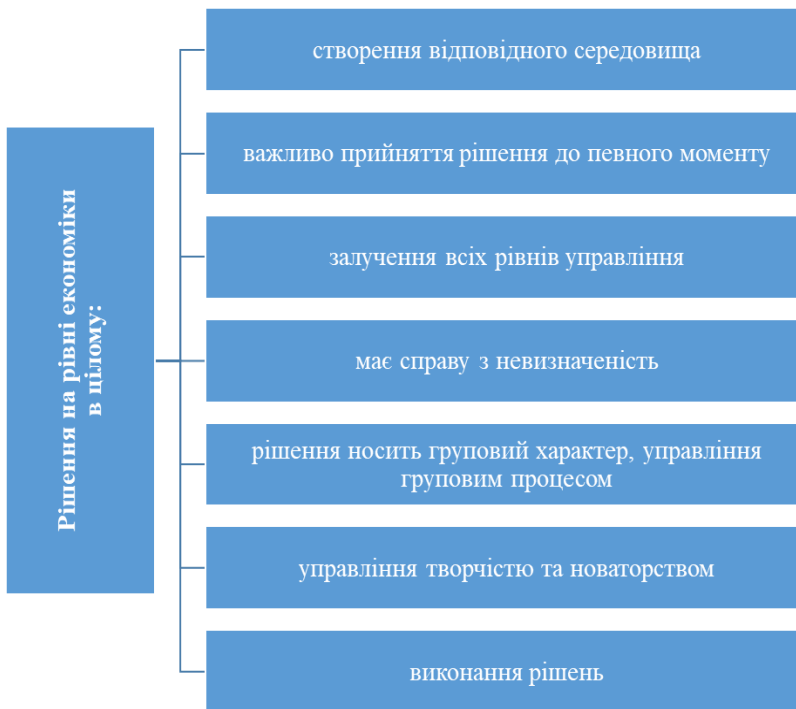 Рішення на рівні економіки
в цілому:
створення відповідного середовища
важливо прийняття рішення до певного моменту
залучення всіх рівнів управління
має справу з невизначеність
рішення носить груповий характер, управління
груповим процесом
управління творчістю та новаторством
виконання рішень